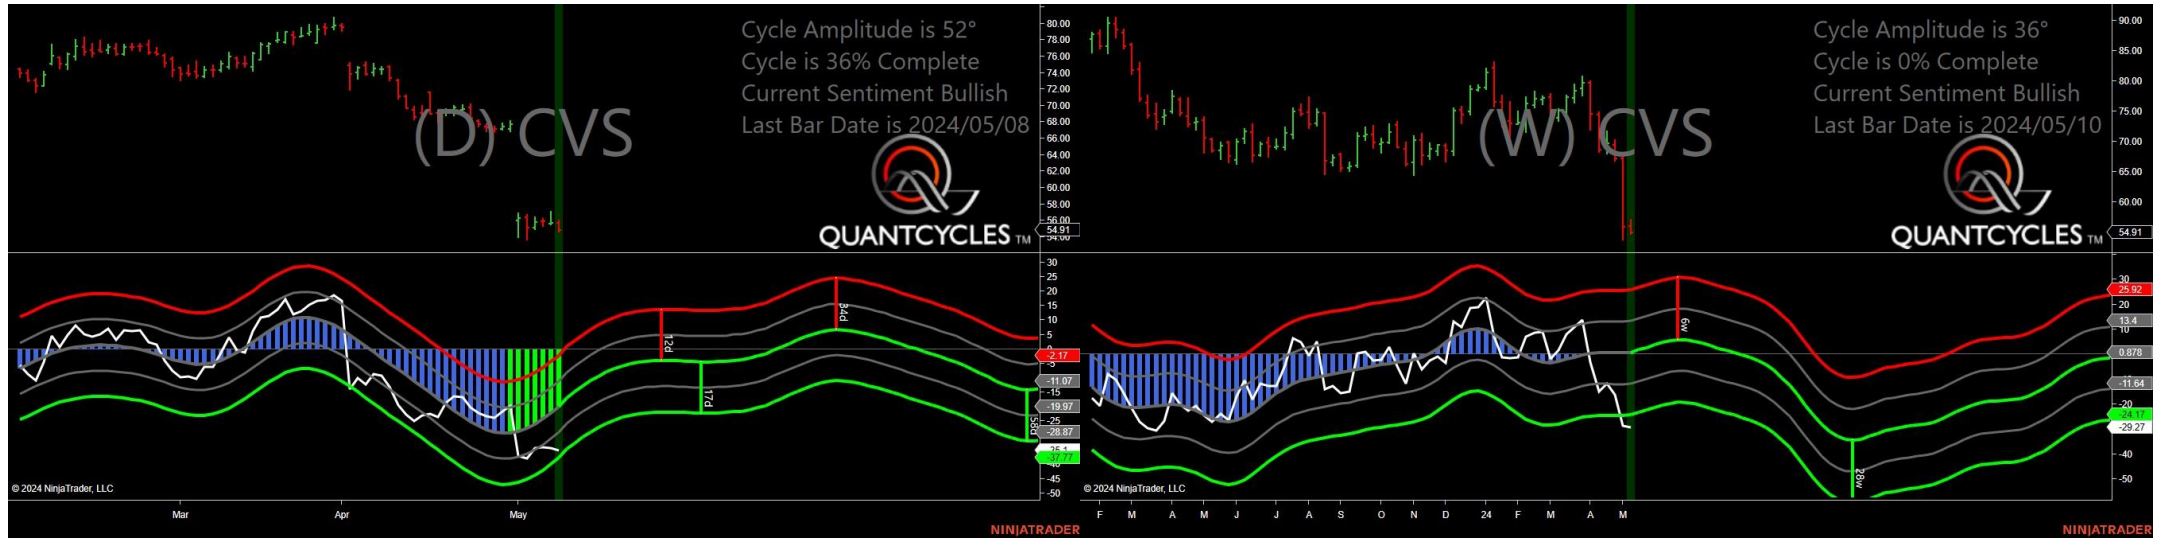 Cycle Amplitude is 52°
Cycle is 36% Complete
Current Sentiment Bullish
Last Bar Date is 2024/05/08
(D) CVS
QUANTCYCLES TM
80.00
78.00
76.00
74.00
72.00
70.00
68.00
66.00
64.00
62.00
60.00
58.00
56.00
54.91
30
25
20
15
10
5
0
-2.17
-5
-11.07
-15
-19.97
-25
-28.87
-37.77
-40
-45
-50
12d
17d
34d
58d
© 2024 NinjaTrader, LLC
Mar
Apr
May
NINJATRADER
Cycle Amplitude is 36°
Cycle is 0% Complete
Current Sentiment Bullish
Last Bar Date is 2024/05/10
(W) CVS
QUANTCYCLES TM
90.00
85.00
80.00
75.00
70.00
65.00
60.00
54.91
30
25.92
20
13.4
10
0.878
-11.64
-20
-24.17
-29.27
-40
-50
6w
28w
© 2024 NinjaTrader, LLC
F
M
A
M
J
J
A
S
O
N
D
24
F
M
A
M
NINJATRADER